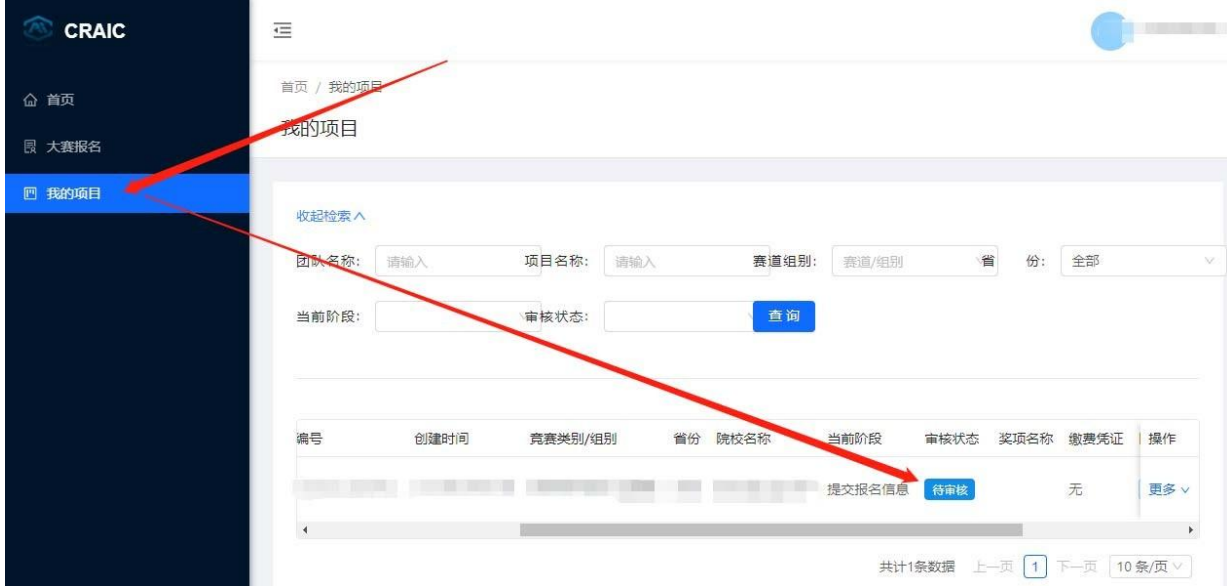 CRAIC
首页
大赛报名
我的项目
首页 / 我的项目
我的项目
收起检索
团队名称: 请输入 项目名称: 请输入 赛道组别: 赛道/组别 省 份: 全部
当前阶段: 审核状态: 查 询
编号 创建时间 竞赛类别/组别 省份 院校名称 当前阶段 审核状态 奖项名称 缴费凭证 操作
提交报名信息 待审核 无 更多
共计1条数据 上一页 1 下一页 10 条/页